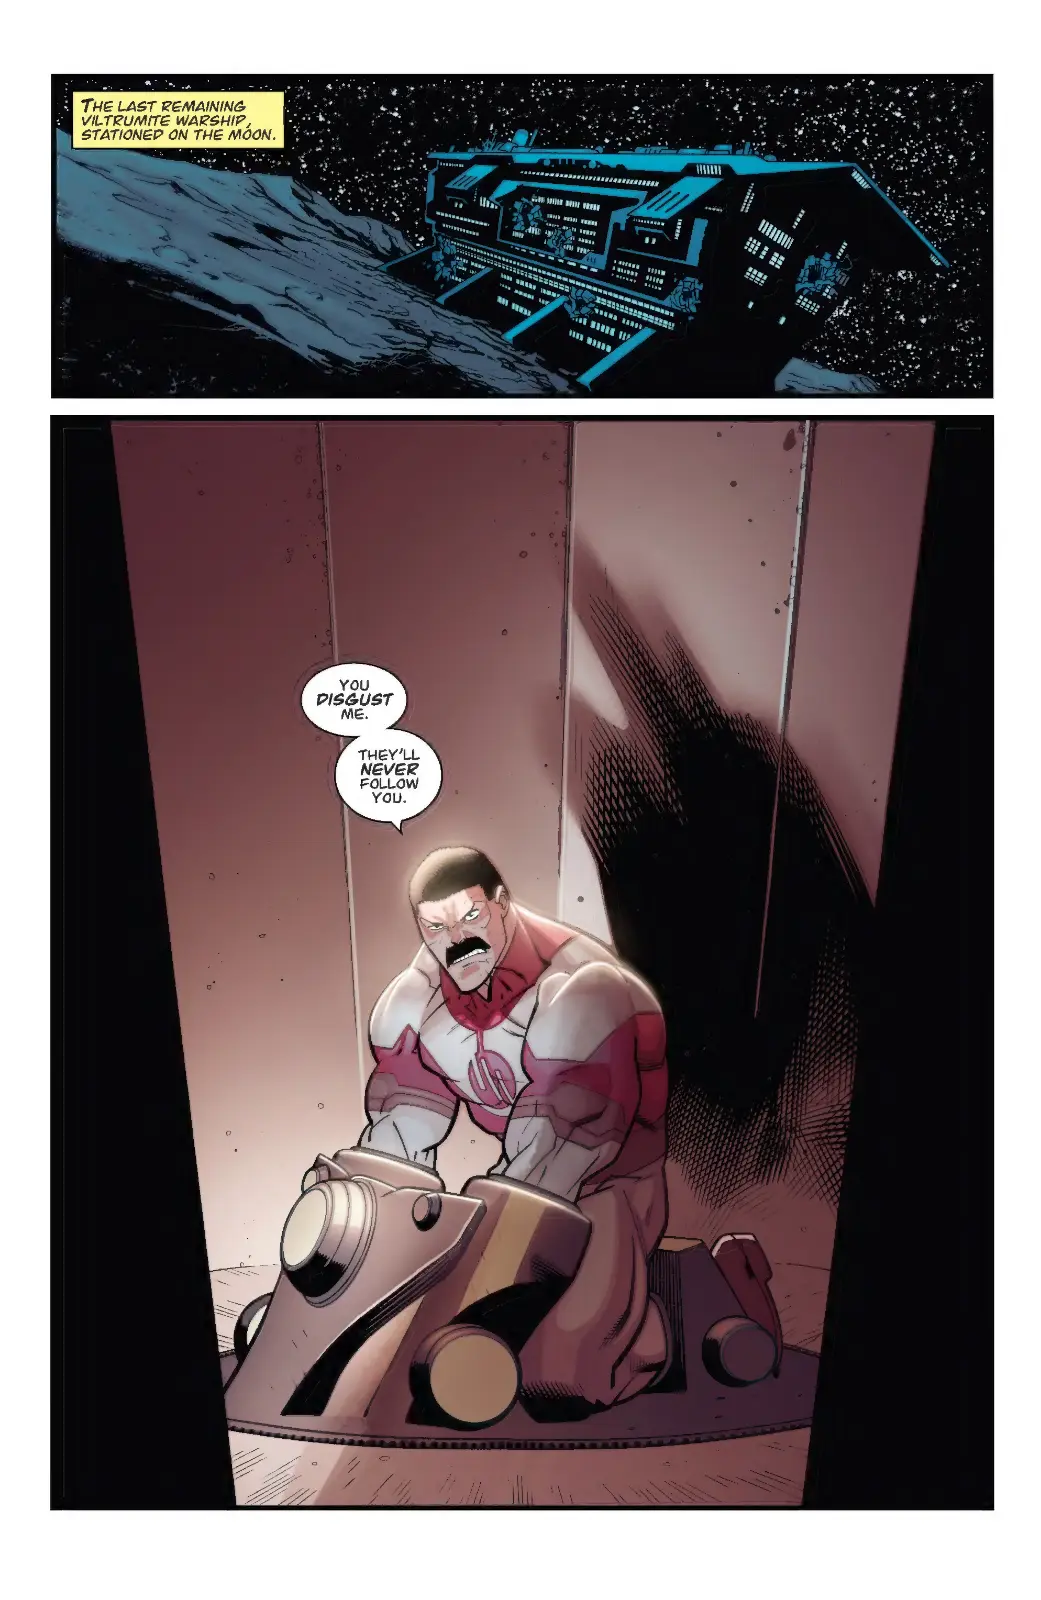 THE LAST REMAINING
VILTRUMITE WARSHIP,
STATIONED ON THE MOON.
YOU
DISGUST
ME.
THEY'LL
NEVER
FOLLOW
YOU.